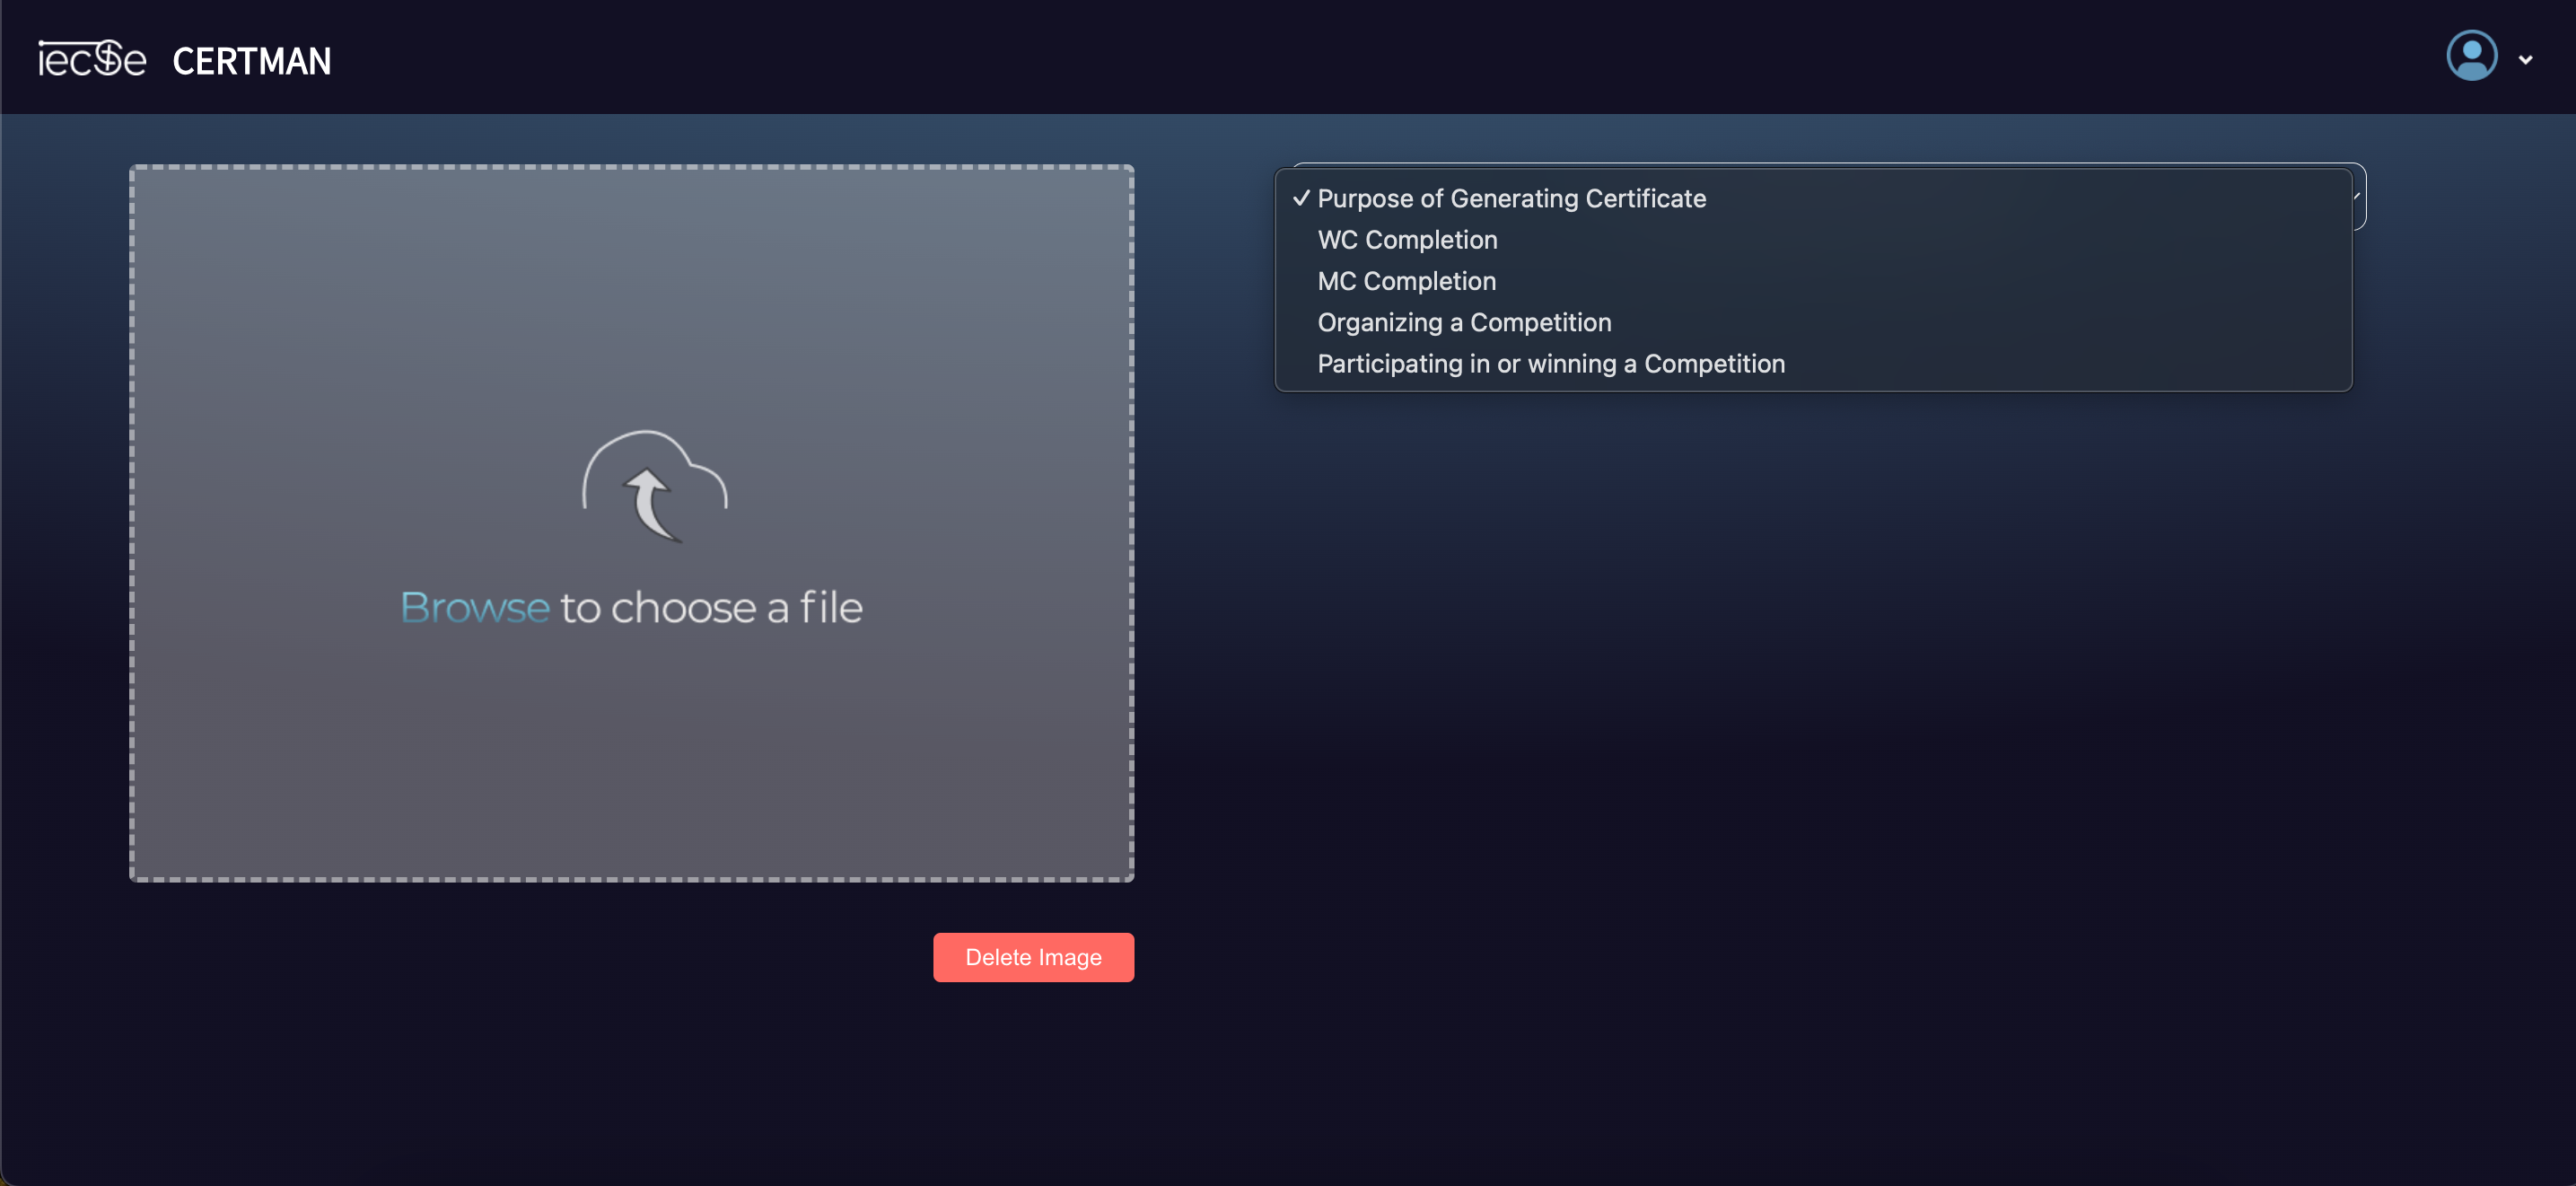 iecse CERTMAN
Purpose of Generating Certificate
WC Completion
MC Completion
Organizing a Competition
Participating in or winning a Competition
Browse to choose a file
Delete Image